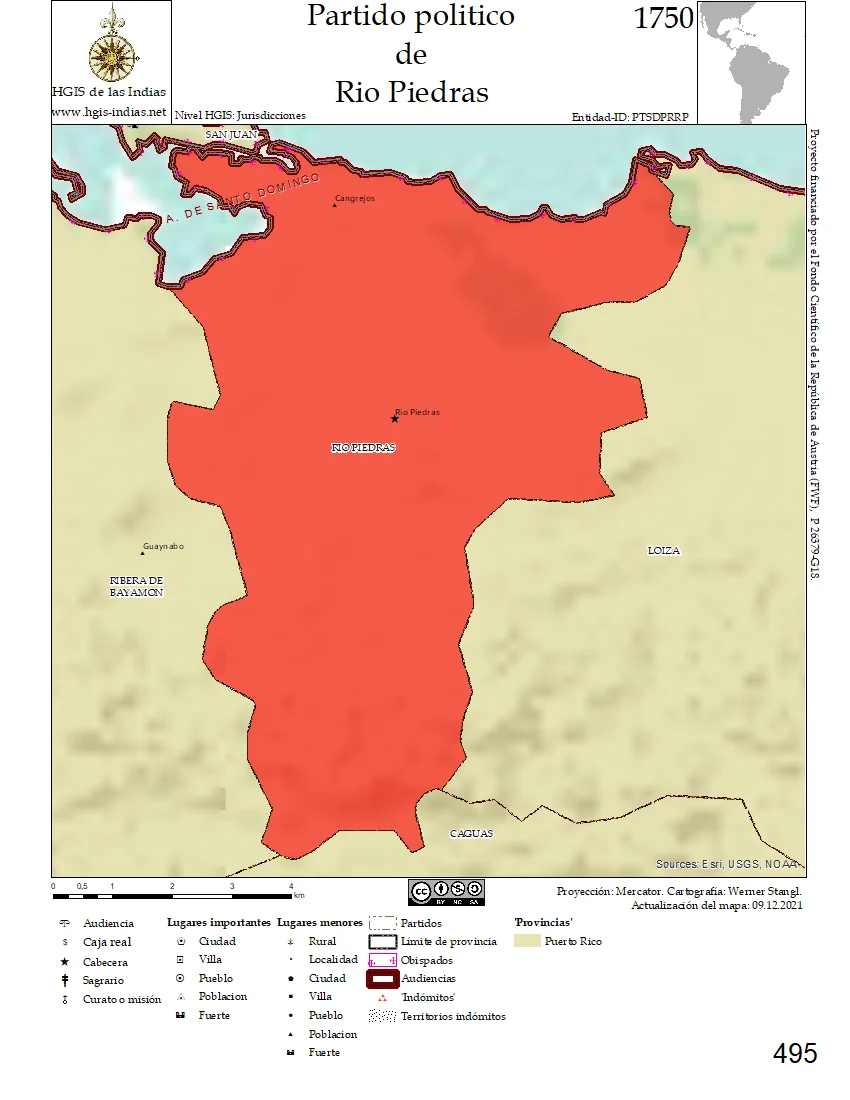 Partido politico
de
Rio Piedras
1750
HGIS de las Indias
www.hgis-indias.net
Nivel HGIS: Jurisdicciones
Entidad-ID: PTSDPRRP
SAN JUAN
A. DE SANTO DOMINGO
Cangrejos
Rio Piedras
RIO PIEDRAS
Guaynabo
RIBERA DE
BAYAMON
LOIZA
CAGUAS
Sources: Esri, USGS, NOAA
Proyecto financiado por el Fondo Científico de la República de Austria (FWF), P 26379-G18.
0 0,5 1 2 3 4
km
cc BY NC SA
Proyección: Mercator. Cartografía: Werner Stangl.
Actualización del mapa: 09.12.2021
Audiencia
Caja real
Cabecera
Sagrario
Curato o misión
Lugares importantes
Ciudad
Villa
Pueblo
Poblacion
Fuerte
Lugares menores
Rural
Localidad
Ciudad
Villa
Pueblo
Poblacion
Fuerte
Partidos
Límite de provincia
Obispados
Audiencias
'Indómitos'
Territorios indómitos
'Provincias'
Puerto Rico
495